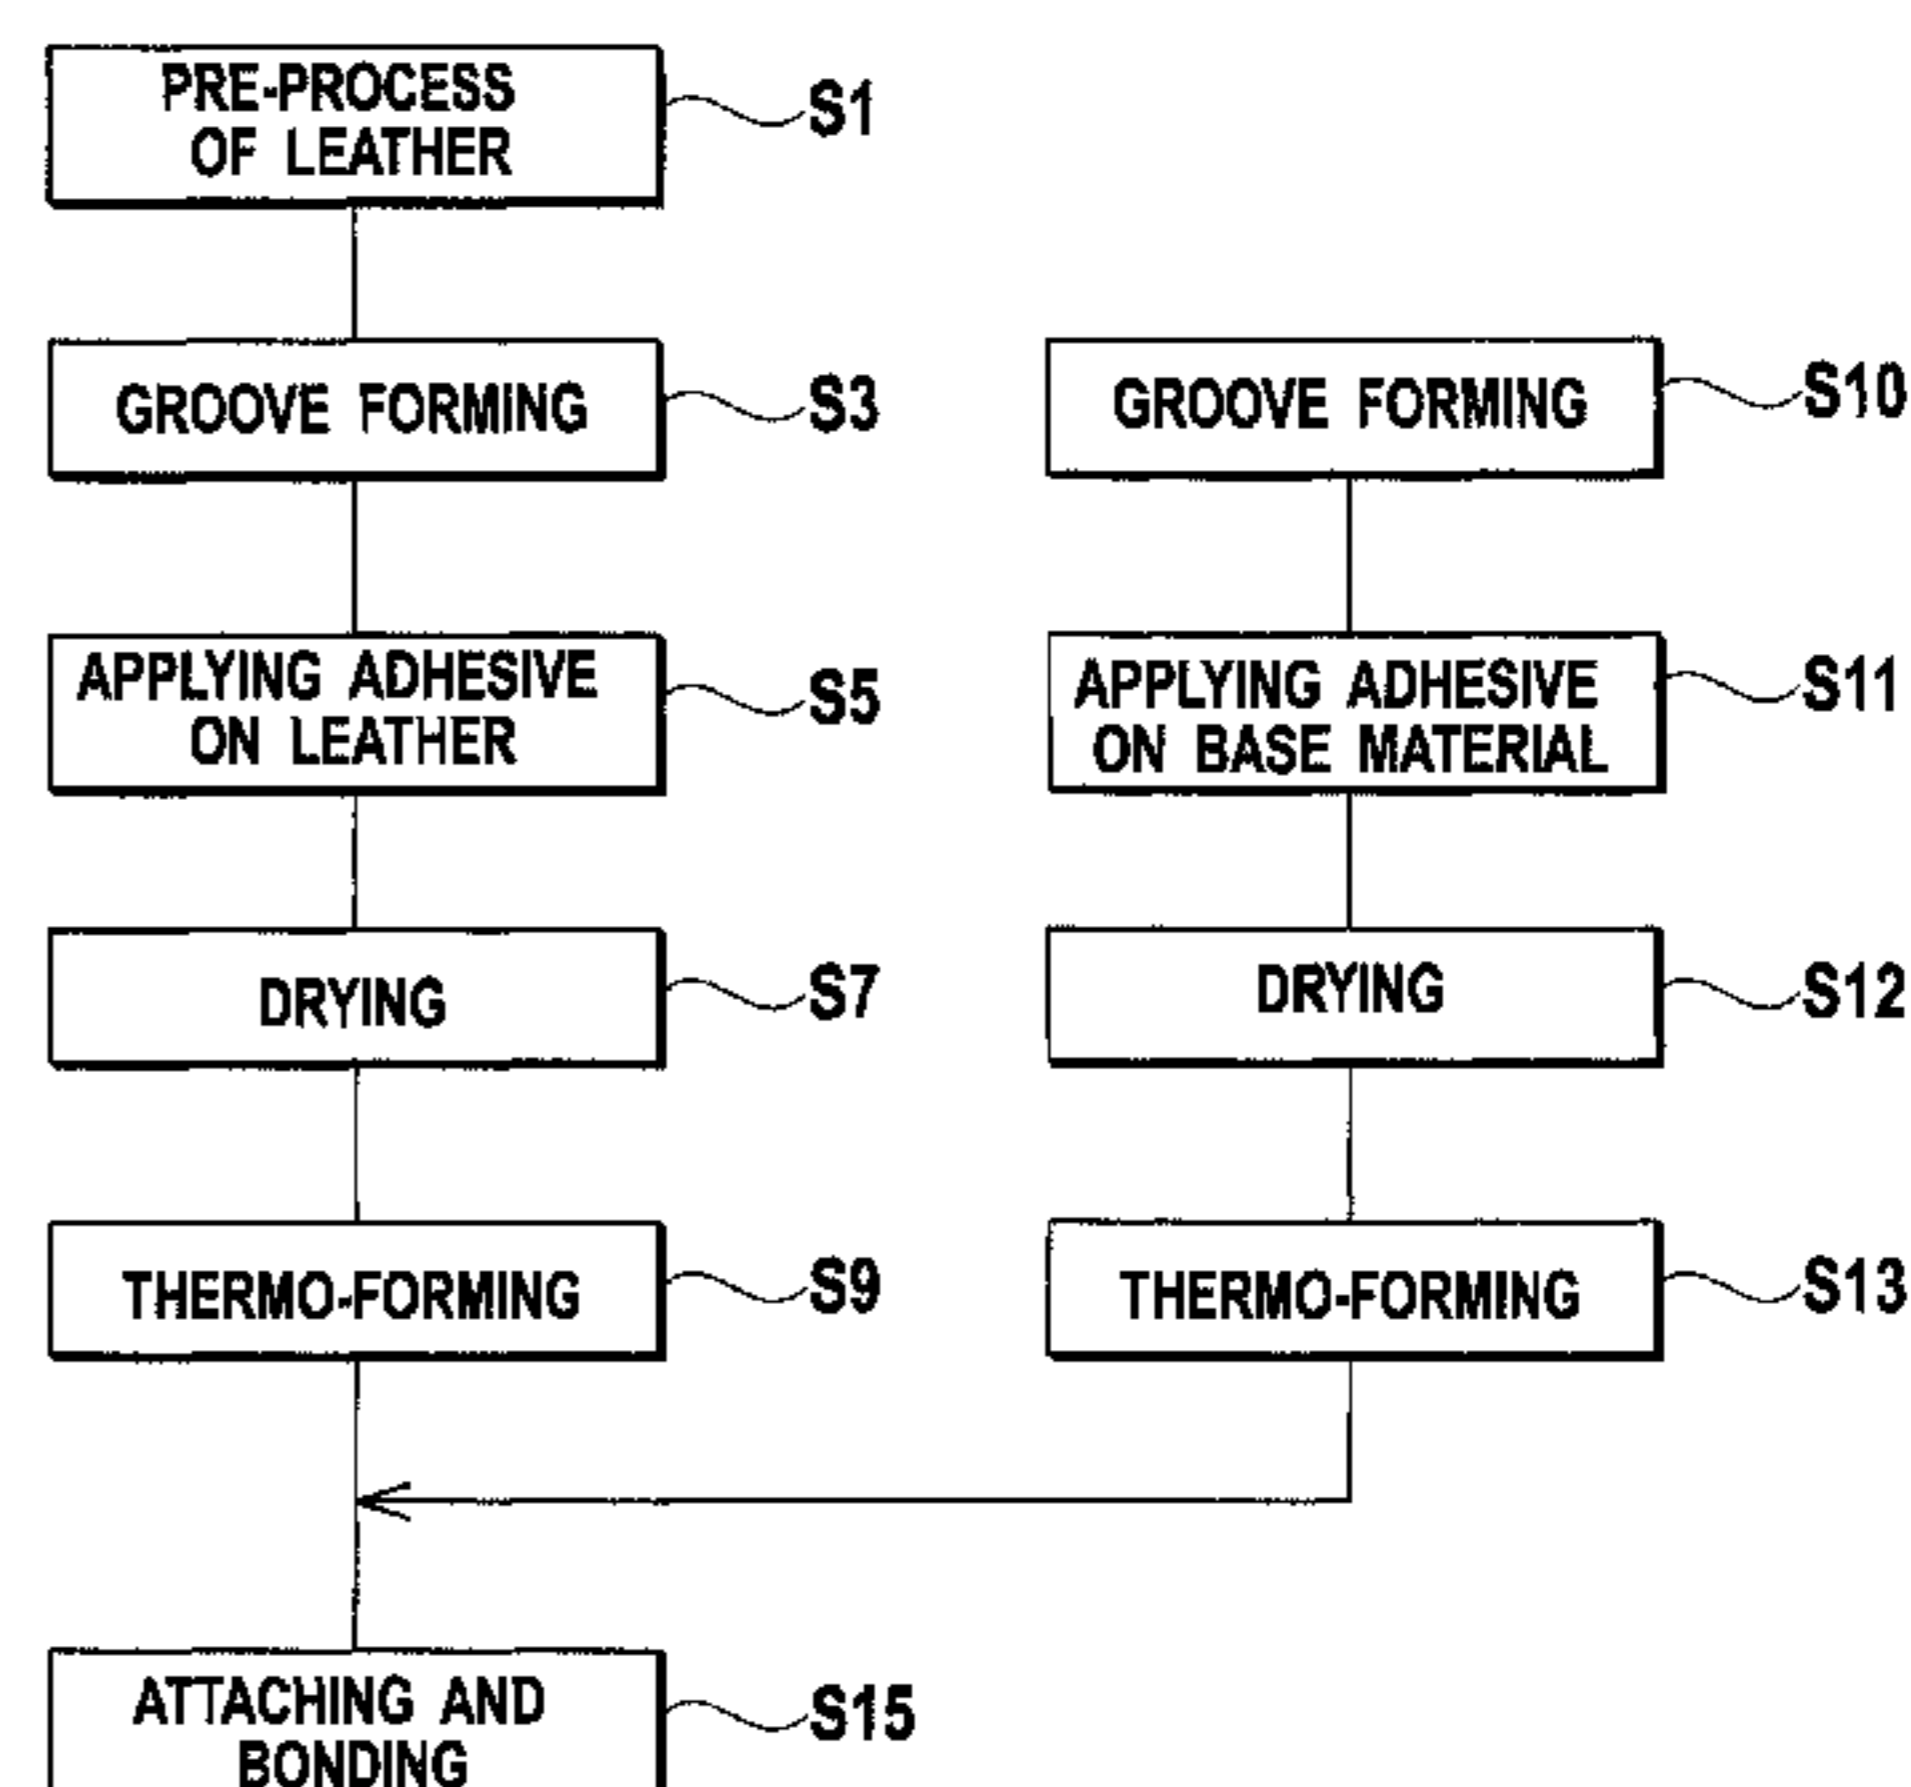 PRE-PROCESS
OF LEATHER
S1
GROOVE FORMING
S3
APPLYING ADHESIVE
ON LEATHER
S5
DRYING
S7
THERMO-FORMING
S9
GROOVE FORMING
S10
APPLYING ADHESIVE
ON BASE MATERIAL
S11
DRYING
S12
THERMO-FORMING
S13
ATTACHING AND
BONDING
S15